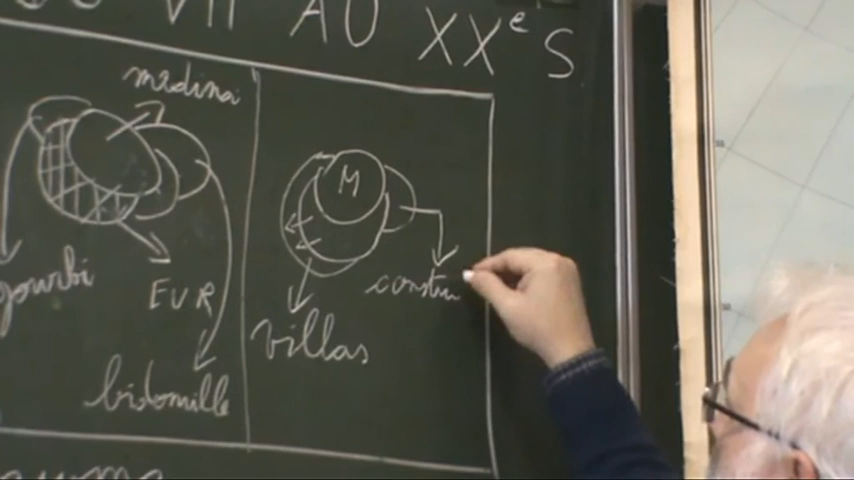 VII AU XXe S
medina
gourbi
EUR
bidonville
M
villas
constru